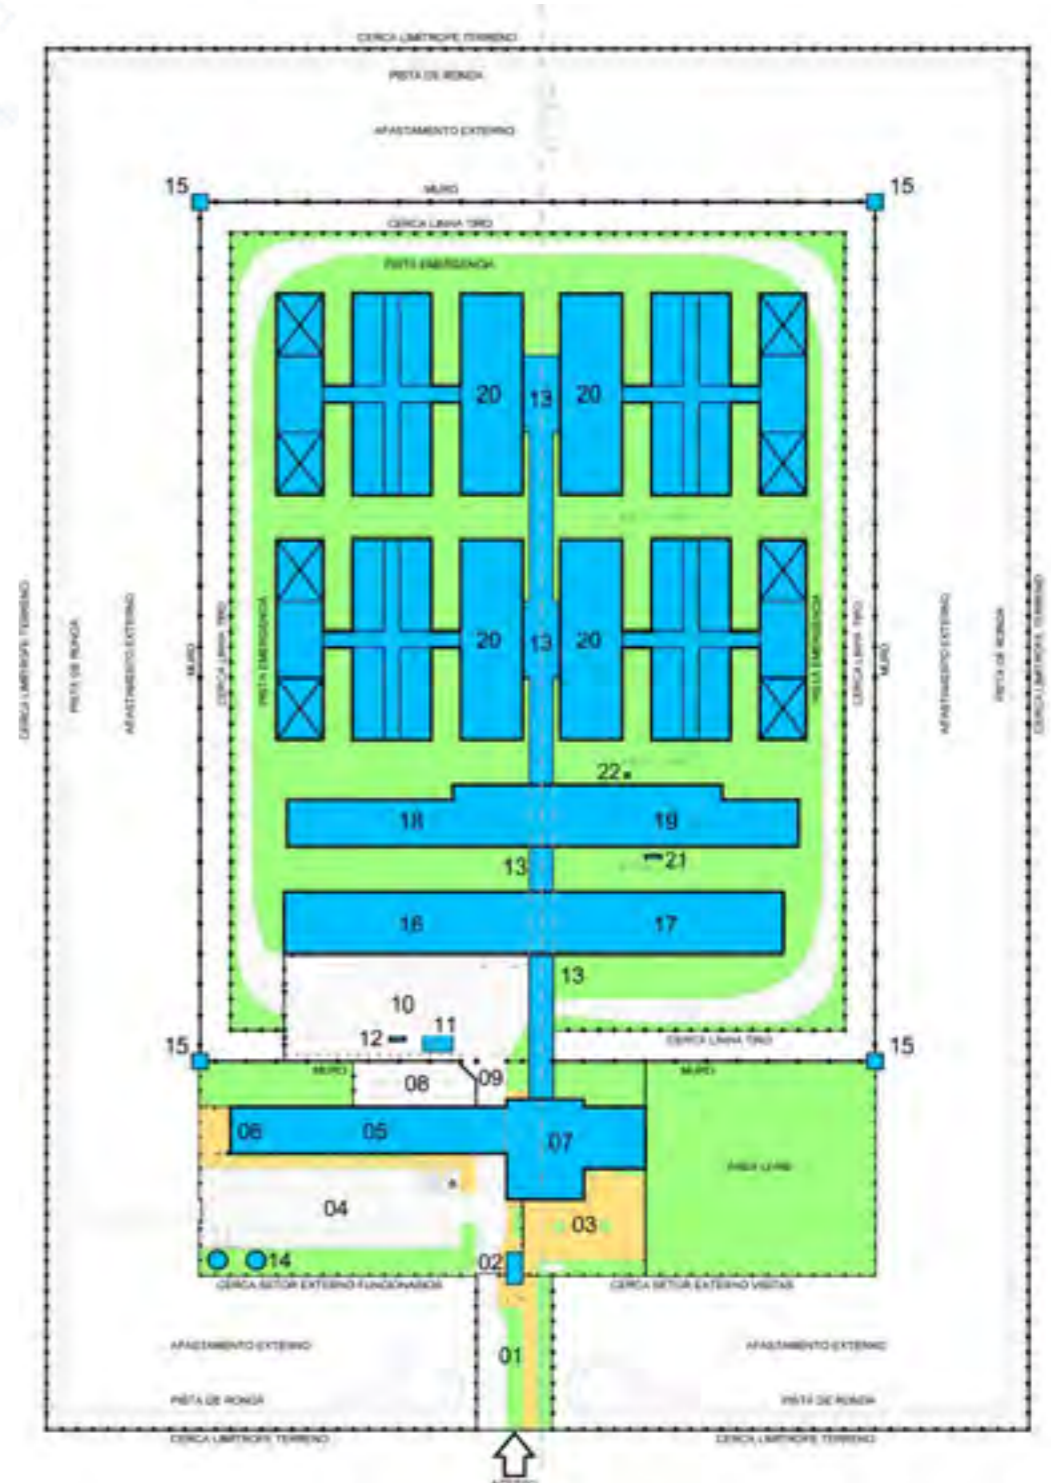 CERCA LIMÍTROFE TERRENO
PISTA DE RONDA
AFASTAMENTO EXTERNO
15
MURO
15
CERCA LINHA TIRO
PISTA EMERGENCIA
20
13
20
CERCA LIMÍTROFE TERRENO
PISTA DE RONDA
AFASTAMENTO EXTERNO
MURO
CERCA LINHA TIRO
PISTA EMERGENCIA
20
13
20
PISTA EMERGENCIA
CERCA LINHA TIRO
MURO
AFASTAMENTO EXTERNO
PISTA DE RONDA
CERCA LIMÍTROFE TERRENO
22
18
19
13
21
16
17
13
10
12
11
15
CERCA LINHA TIRO
15
MURO
08
09
MURO
06
05
07
ÁREA LIVRE
04
03
14
02
CERCA SETOR EXTERNO FUNCIONÁRIOS
CERCA SETOR EXTERNO VISITAS
AFASTAMENTO EXTERNO
01
AFASTAMENTO EXTERNO
PISTA DE RONDA
PISTA DE RONDA
CERCA LIMÍTROFE TERRENO
CERCA LIMÍTROFE TERRENO